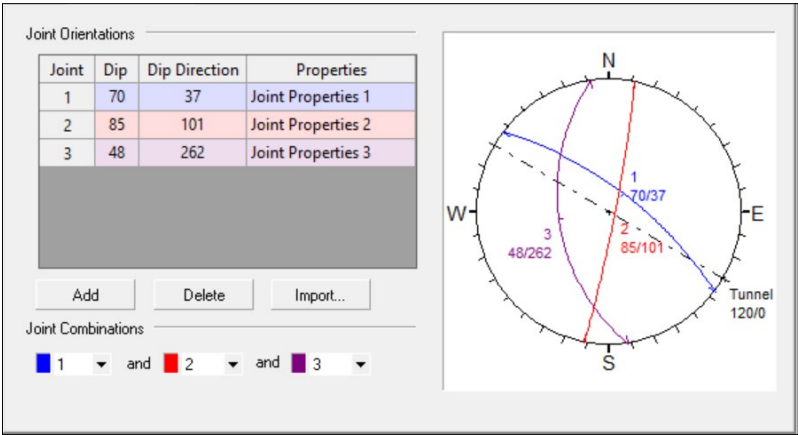 Joint Orientations
Joint Dip Dip Direction Properties
1 70 37 Joint Properties 1
2 85 101 Joint Properties 2
3 48 262 Joint Properties 3
Add Delete Import...
Joint Combinations
1 and 2 and 3
N
1
70/37
W
E
2
85/101
3
48/262
Tunnel
120/0
S